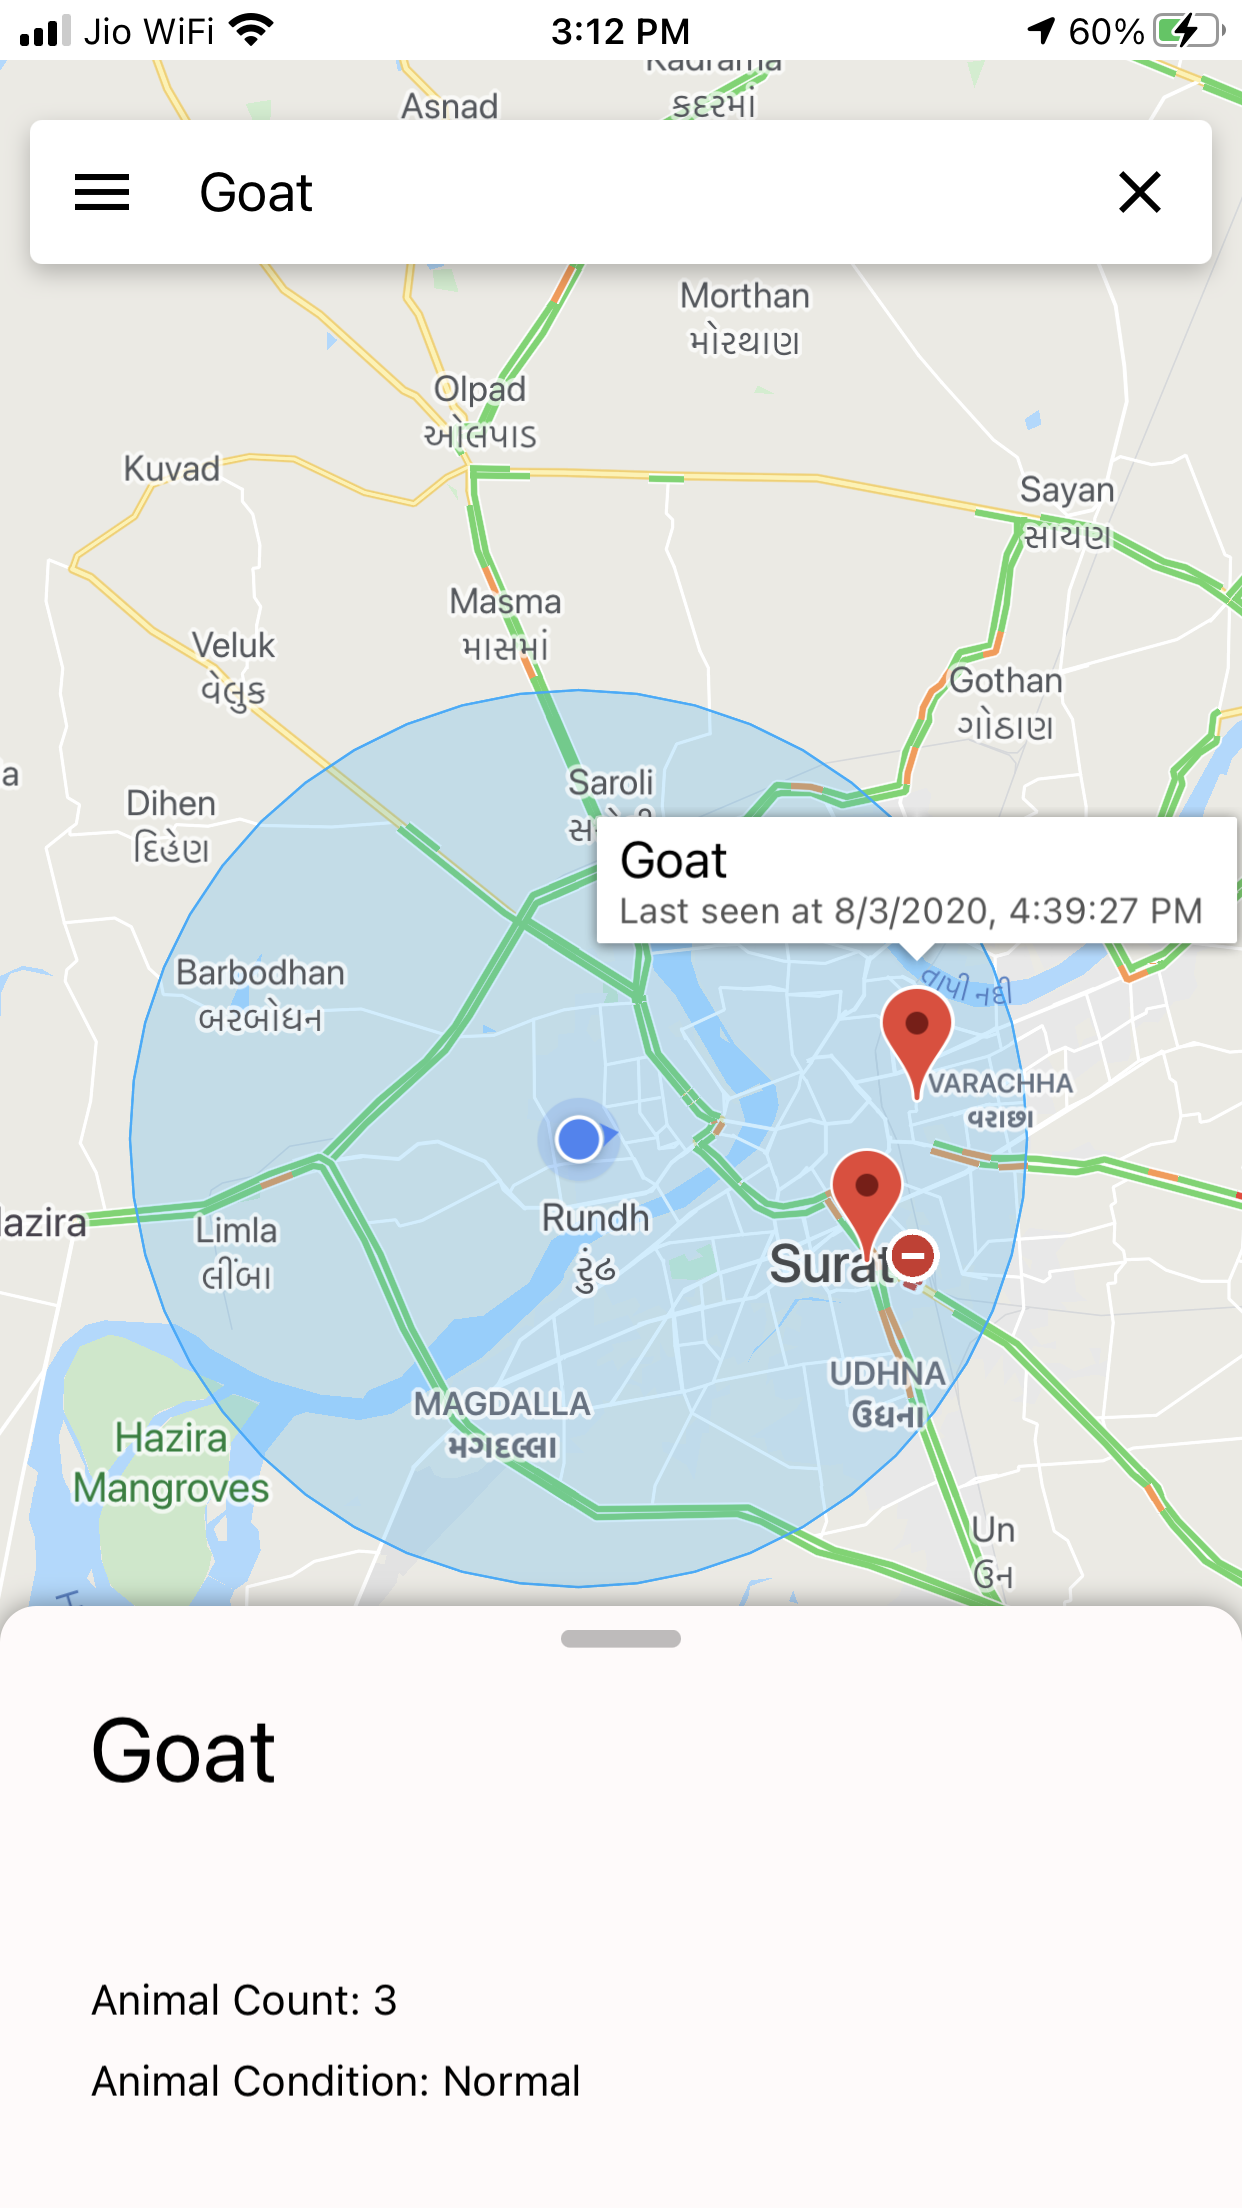 Jio WiFi
3:12 PM
60%
Kadrama
કદરમાં
Asnad
Goat
Morthan
મોરથાણ
Olpad
ઓલપાડ
Kuvad
Sayan
સાયણ
Masma
માસમાં
Veluk
વેલુક
Gothan
ગોઠાણ
a
Saroli
Dihen
દિહેણ
Goat
Last seen at 8/3/2020, 4:39:27 PM
Barbodhan
બરબોધન
તાપી નદી
VARACHHA
વરાછા
azira
Limla
લીંબા
Rundh
રુંઢ
Surat
UDHNA
ઉધના
MAGDALLA
મગદલ્લા
Hazira
Mangroves
Un
ઉન
Goat
Animal Count: 3
Animal Condition: Normal